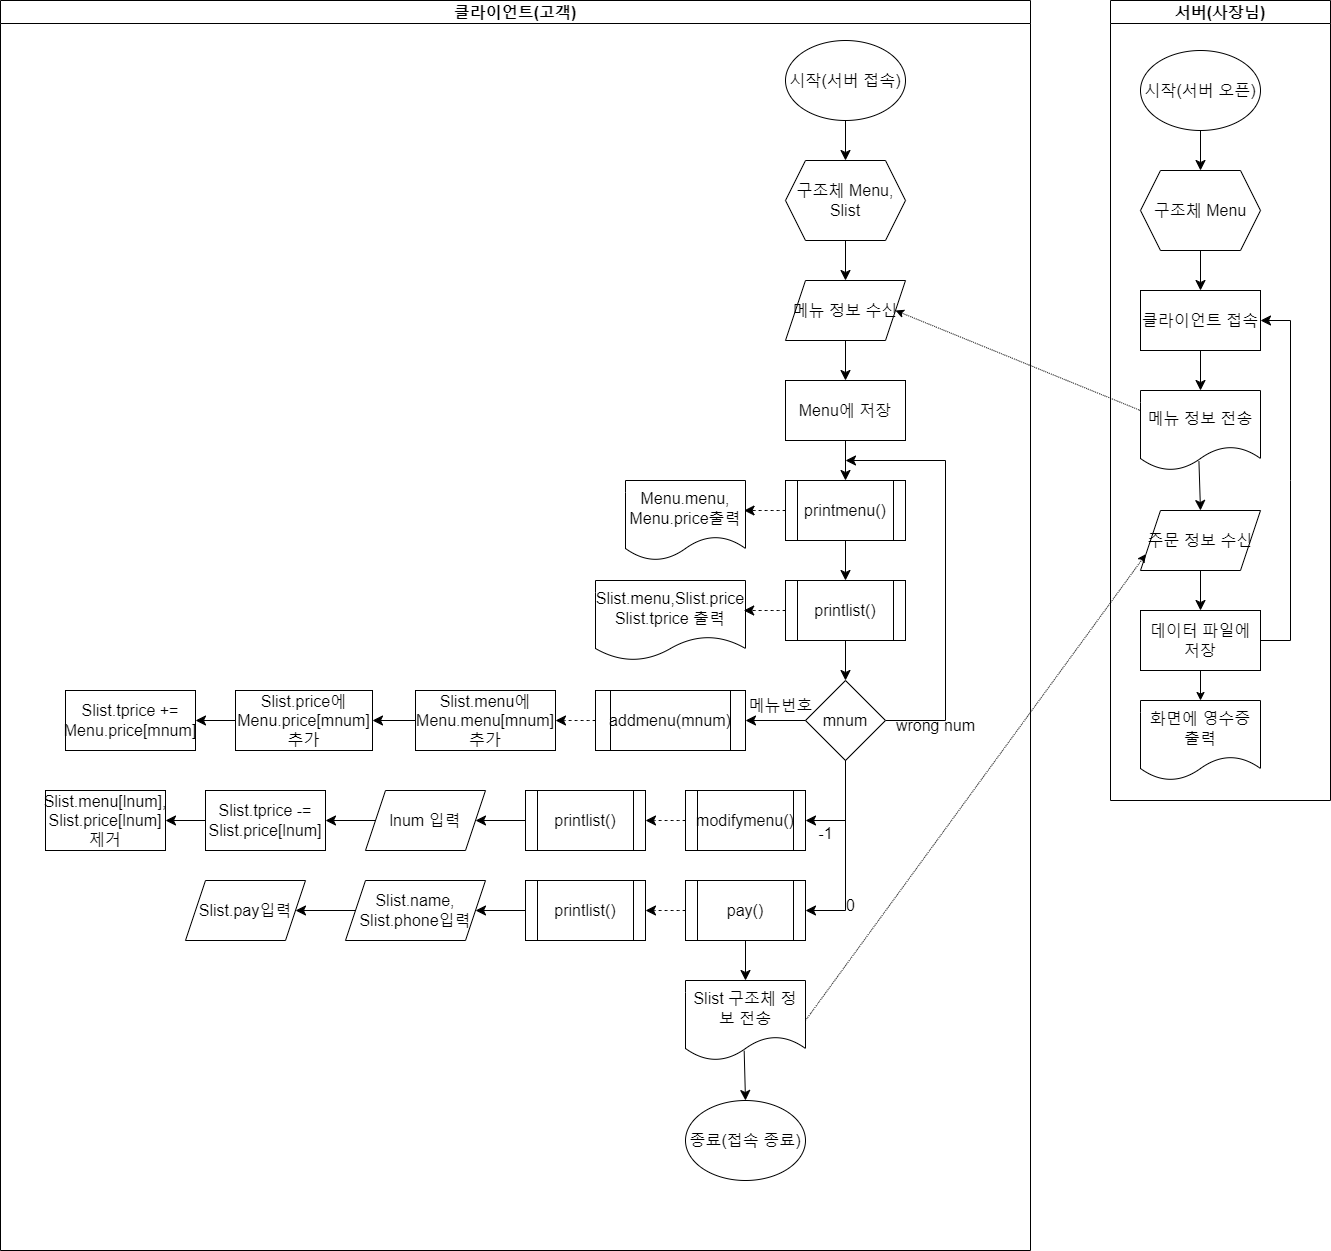 클라이언트(고객)
시작(서버 접속)
구조체 Menu,
Slist
메뉴 정보 수신
Menu에 저장
printmenu()
Menu.menu,
Menu.price출력
printlist()
Slist.menu,Slist.price
Slist.tprice 출력
mnum
wrong num
메뉴번호
addmenu(mnum)
Slist.menu에
Menu.menu[mnum]
추가
Slist.price에
Menu.price[mnum]
추가
Slist.tprice +=
Menu.price[mnum]
-1
modifymenu()
printlist()
lnum 입력
Slist.tprice -=
Slist.price[lnum]
Slist.menu[lnum],
Slist.price[lnum]
제거
0
pay()
printlist()
Slist.name,
Slist.phone입력
Slist.pay입력
Slist 구조체 정
보 전송
종료(접속 종료)
서버(사장님)
시작(서버 오픈)
구조체 Menu
클라이언트 접속
메뉴 정보 전송
주문 정보 수신
데이터 파일에
저장
화면에 영수증
출력